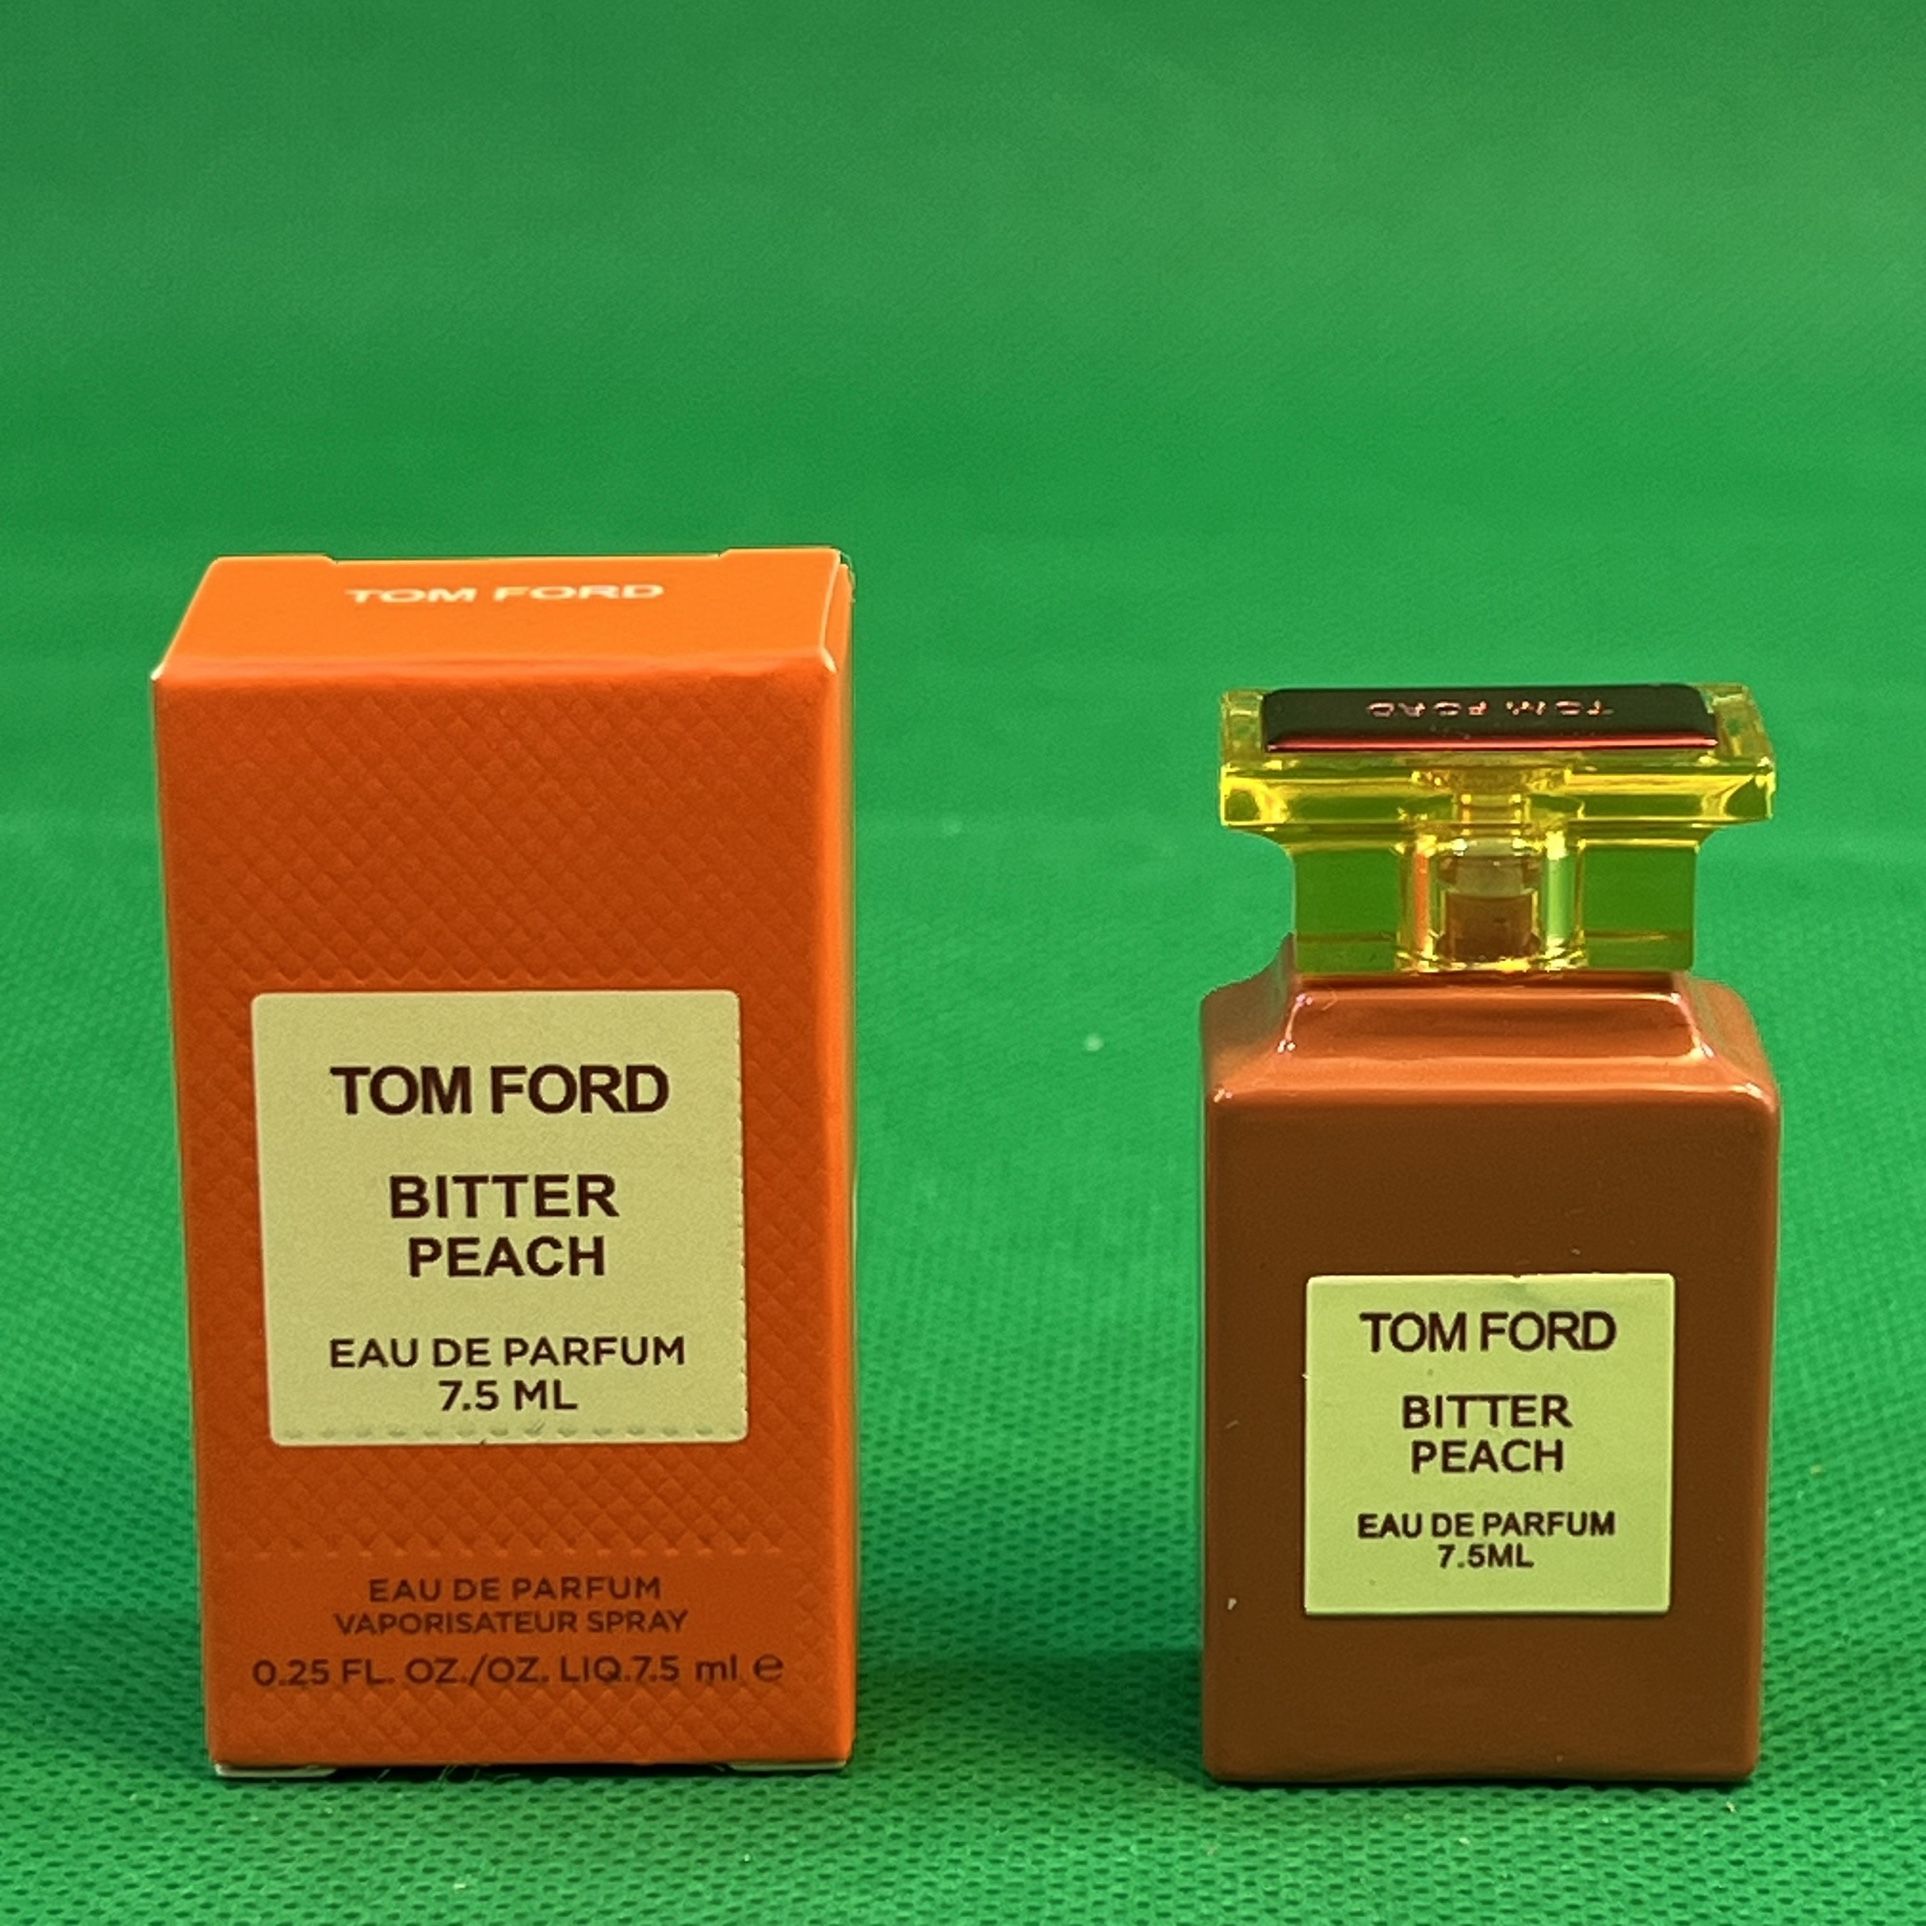 TOM FORD
TOM FORD
BITTER
PEACH
EAU DE PARFUM
7.5 ML
EAU DE PARFUM
VAPORISATEUR SPRAY
0.25 FL. OZ./OZ. LIQ.7.5 ml e
TOM FORD
TOM FORD
BITTER
PEACH
EAU DE PARFUM
7.5ML